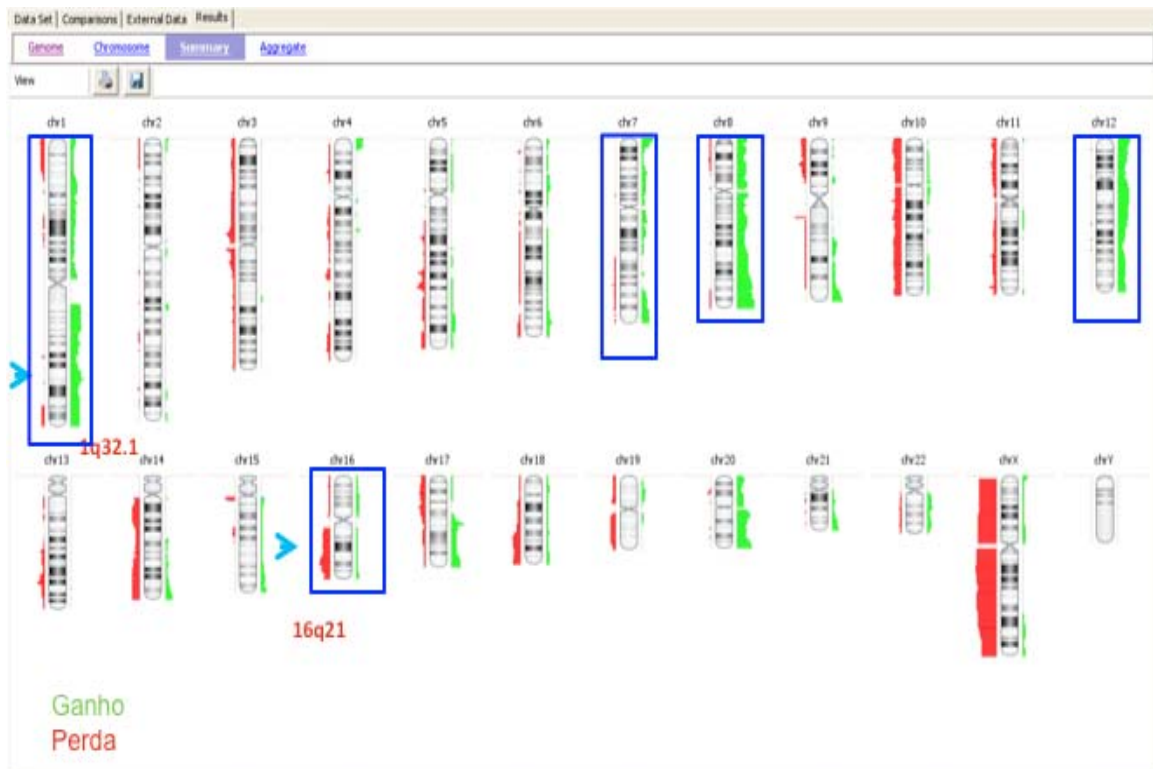 Data Set | Comparisons | External Data Results
Genome Chromosome Summary Aggregate
View
chr1 chr2 chr3 chr4 chr5 chr6 chr7 chr8 chr9 chr10 chr11 chr12
1q32.1
chr13 chr14 chr15 chr16 chr17 chr18 chr19 chr20 chr21 chr22 chrX chrY
16q21
Ganho
Perda